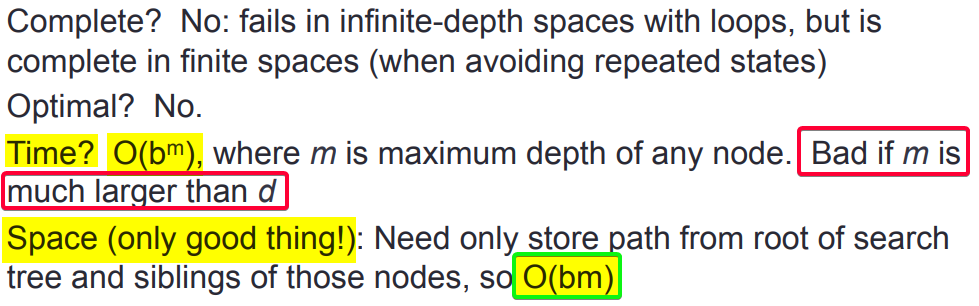 Complete?  No: fails in infinite-depth spaces with loops, but is
complete in finite spaces (when avoiding repeated states)
Optimal?  No.
Time?  O(bᵐ), where m is maximum depth of any node.  Bad if m is
much larger than d
Space (only good thing!): Need only store path from root of search
tree and siblings of those nodes, so O(bm)